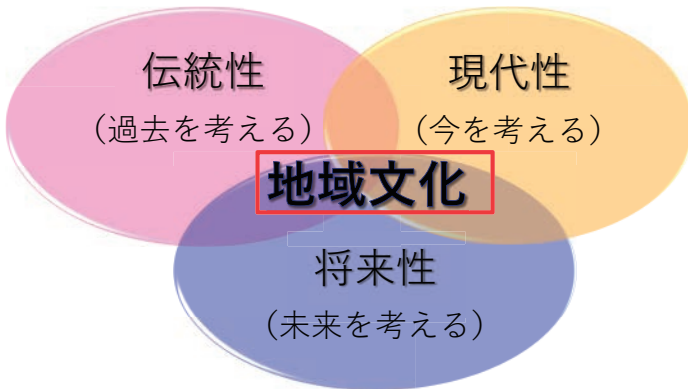 伝統性
（過去を考える）
現代性
（今を考える）
地域文化
将来性
（未来を考える）